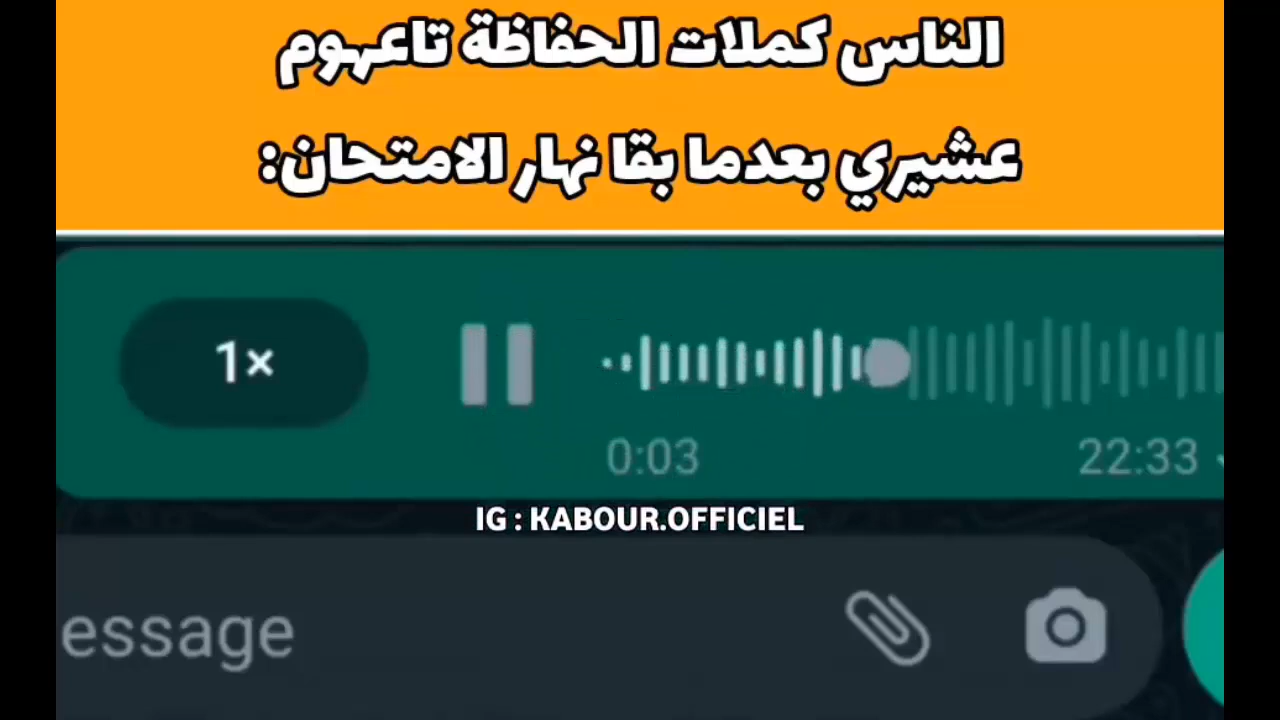 الناس كملات الحفاظة تاعهوم
عشيري بعدما بقا نهار الامتحان:
1×
0:03
22:33
IG : KABOUR.OFFICIEL
essage